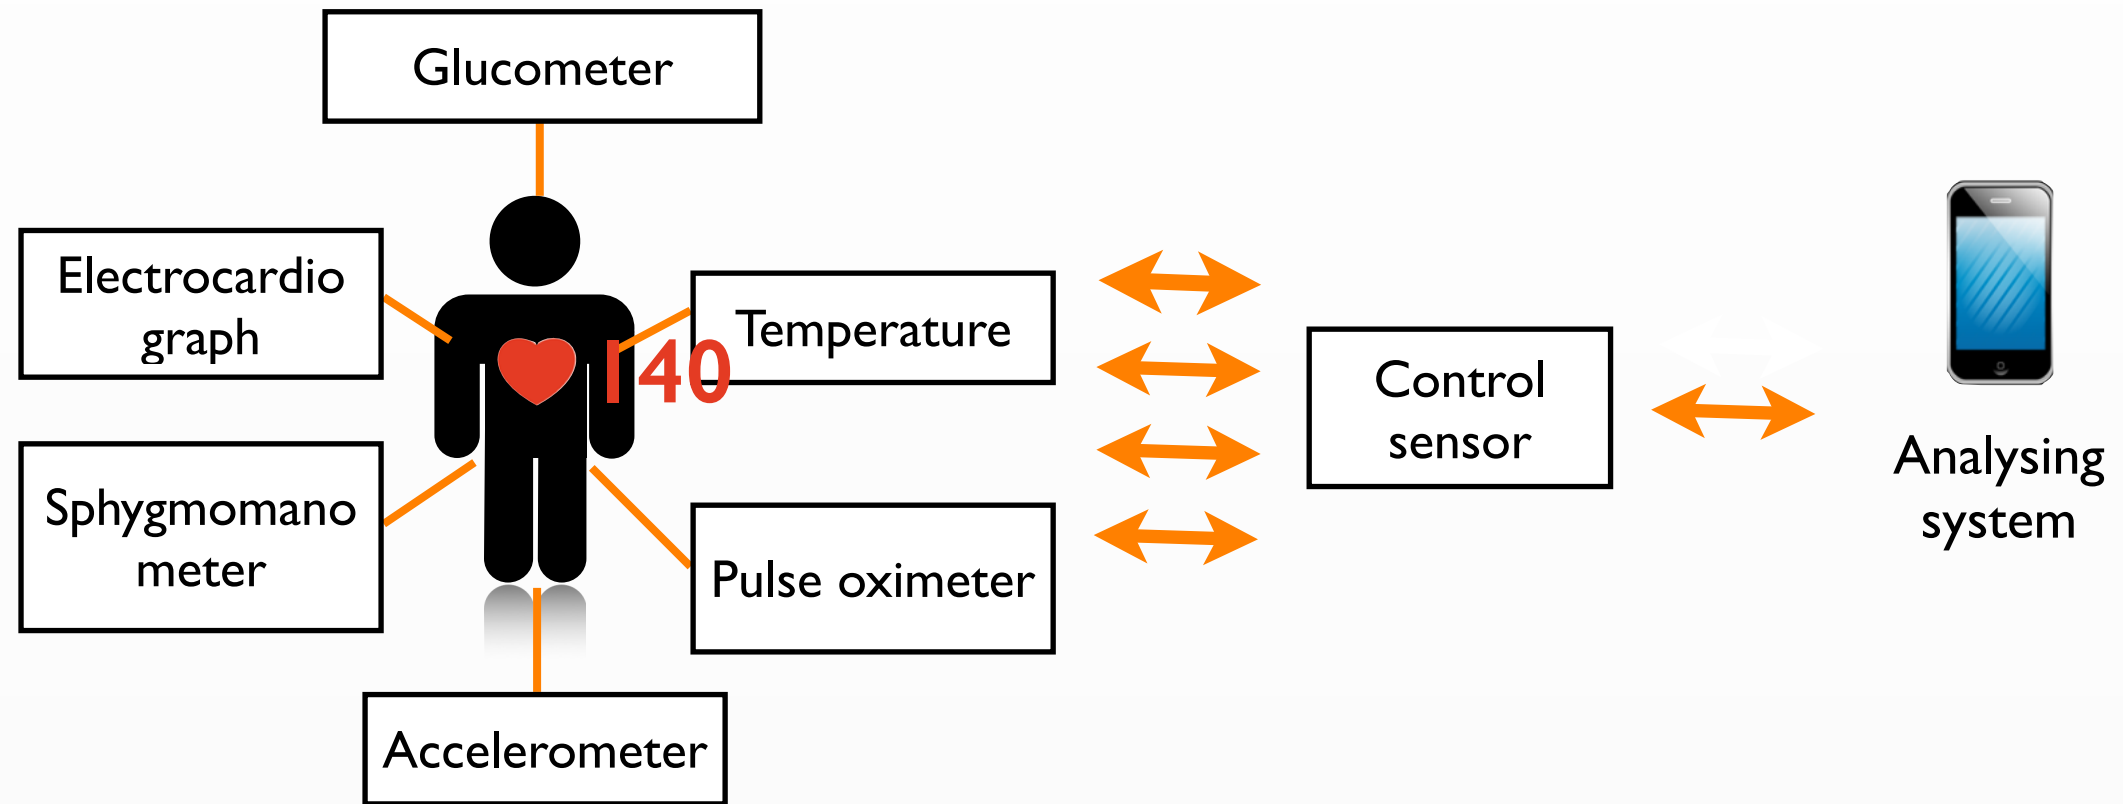 Glucometer
Electrocardio
graph
Temperature
140
Control
sensor
Sphygmomano
meter
Pulse oximeter
Analysing
system
Accelerometer